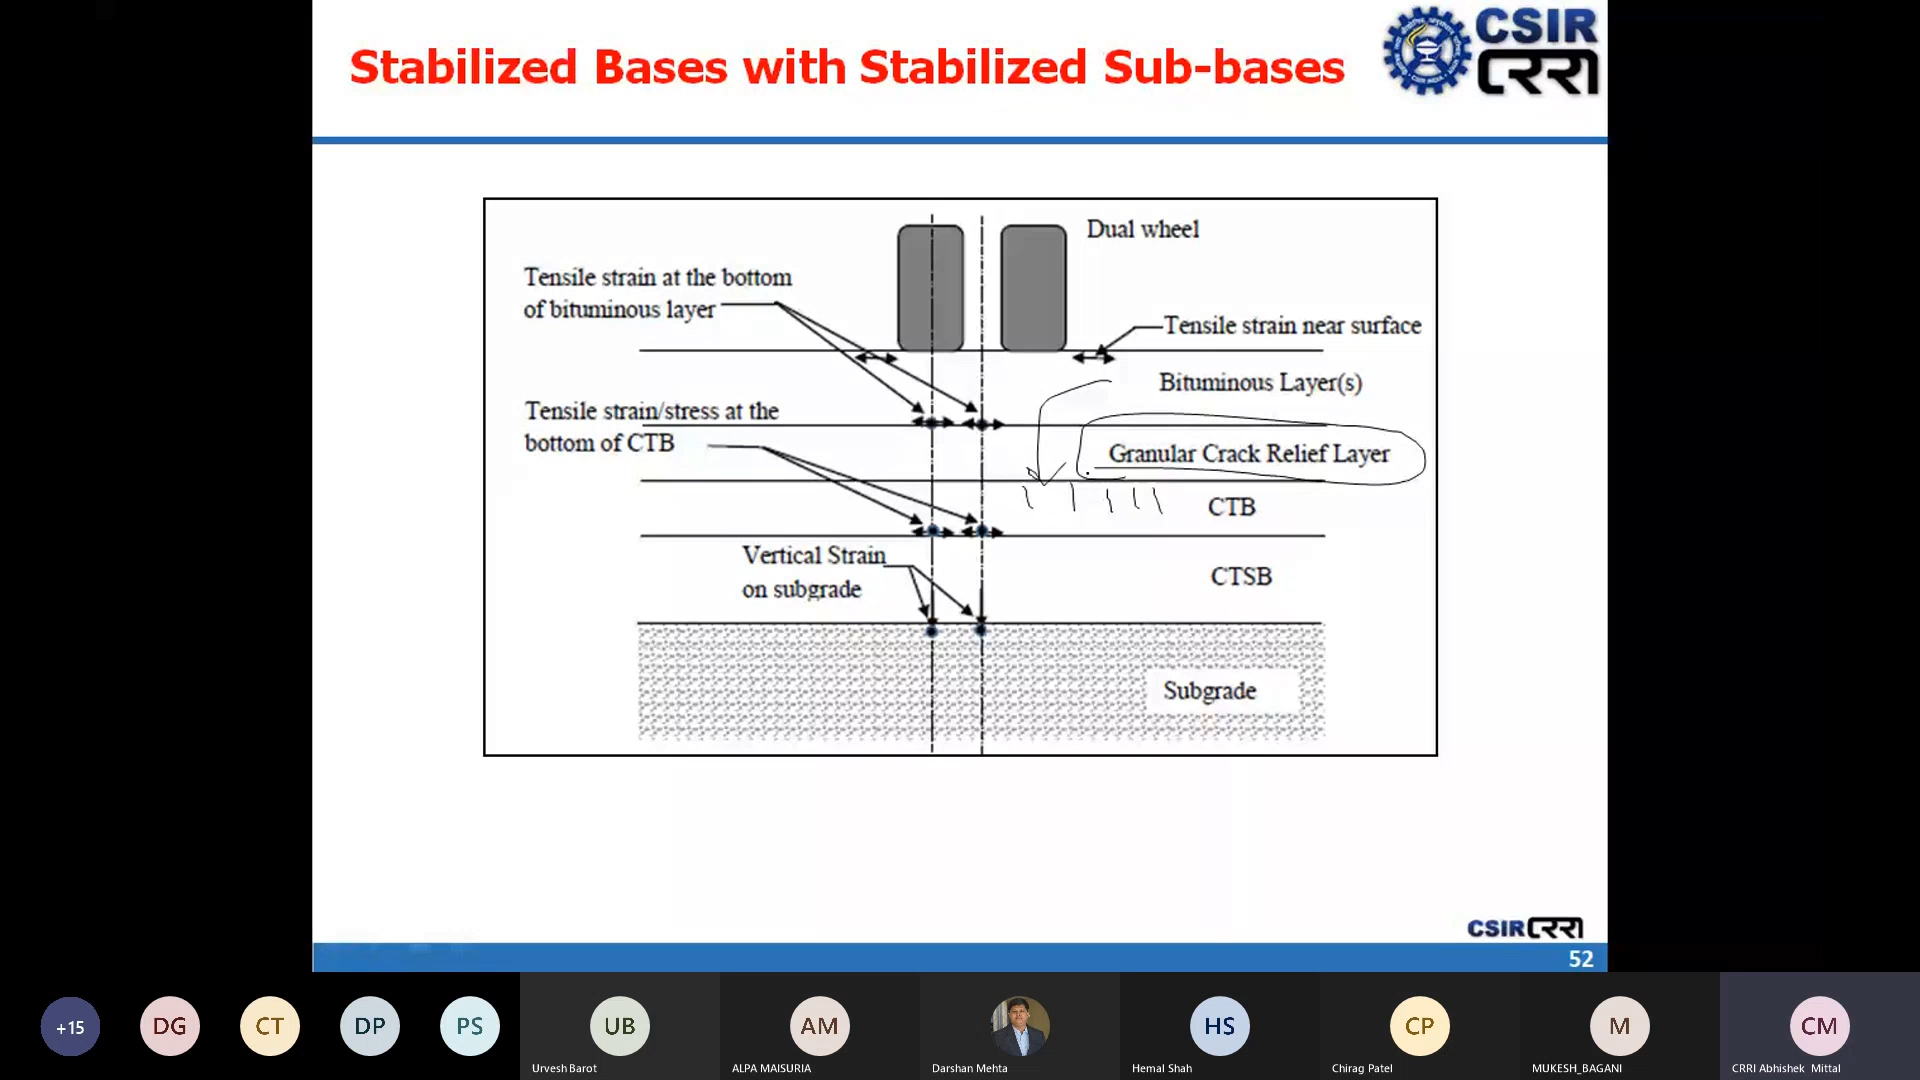 Stabilized Bases with Stabilized Sub-bases
CSIR
Dual wheel
Tensile strain at the bottom
of bituminous layer
Tensile strain near surface
Bituminous Layer(s)
Tensile strain/stress at the
bottom of CTB
Granular Crack Relief Layer
CTB
Vertical Strain
on subgrade
CTSB
Subgrade
CSIR
52
+15
DG
CT
DP
PS
UB
AM
HS
CP
M
CM
Urvesh Barot
ALPA MAISURIA
Darshan Mehta
Hemal Shah
Chirag Patel
MUKESH_BAGANI
CRRI Abhishek Mittal